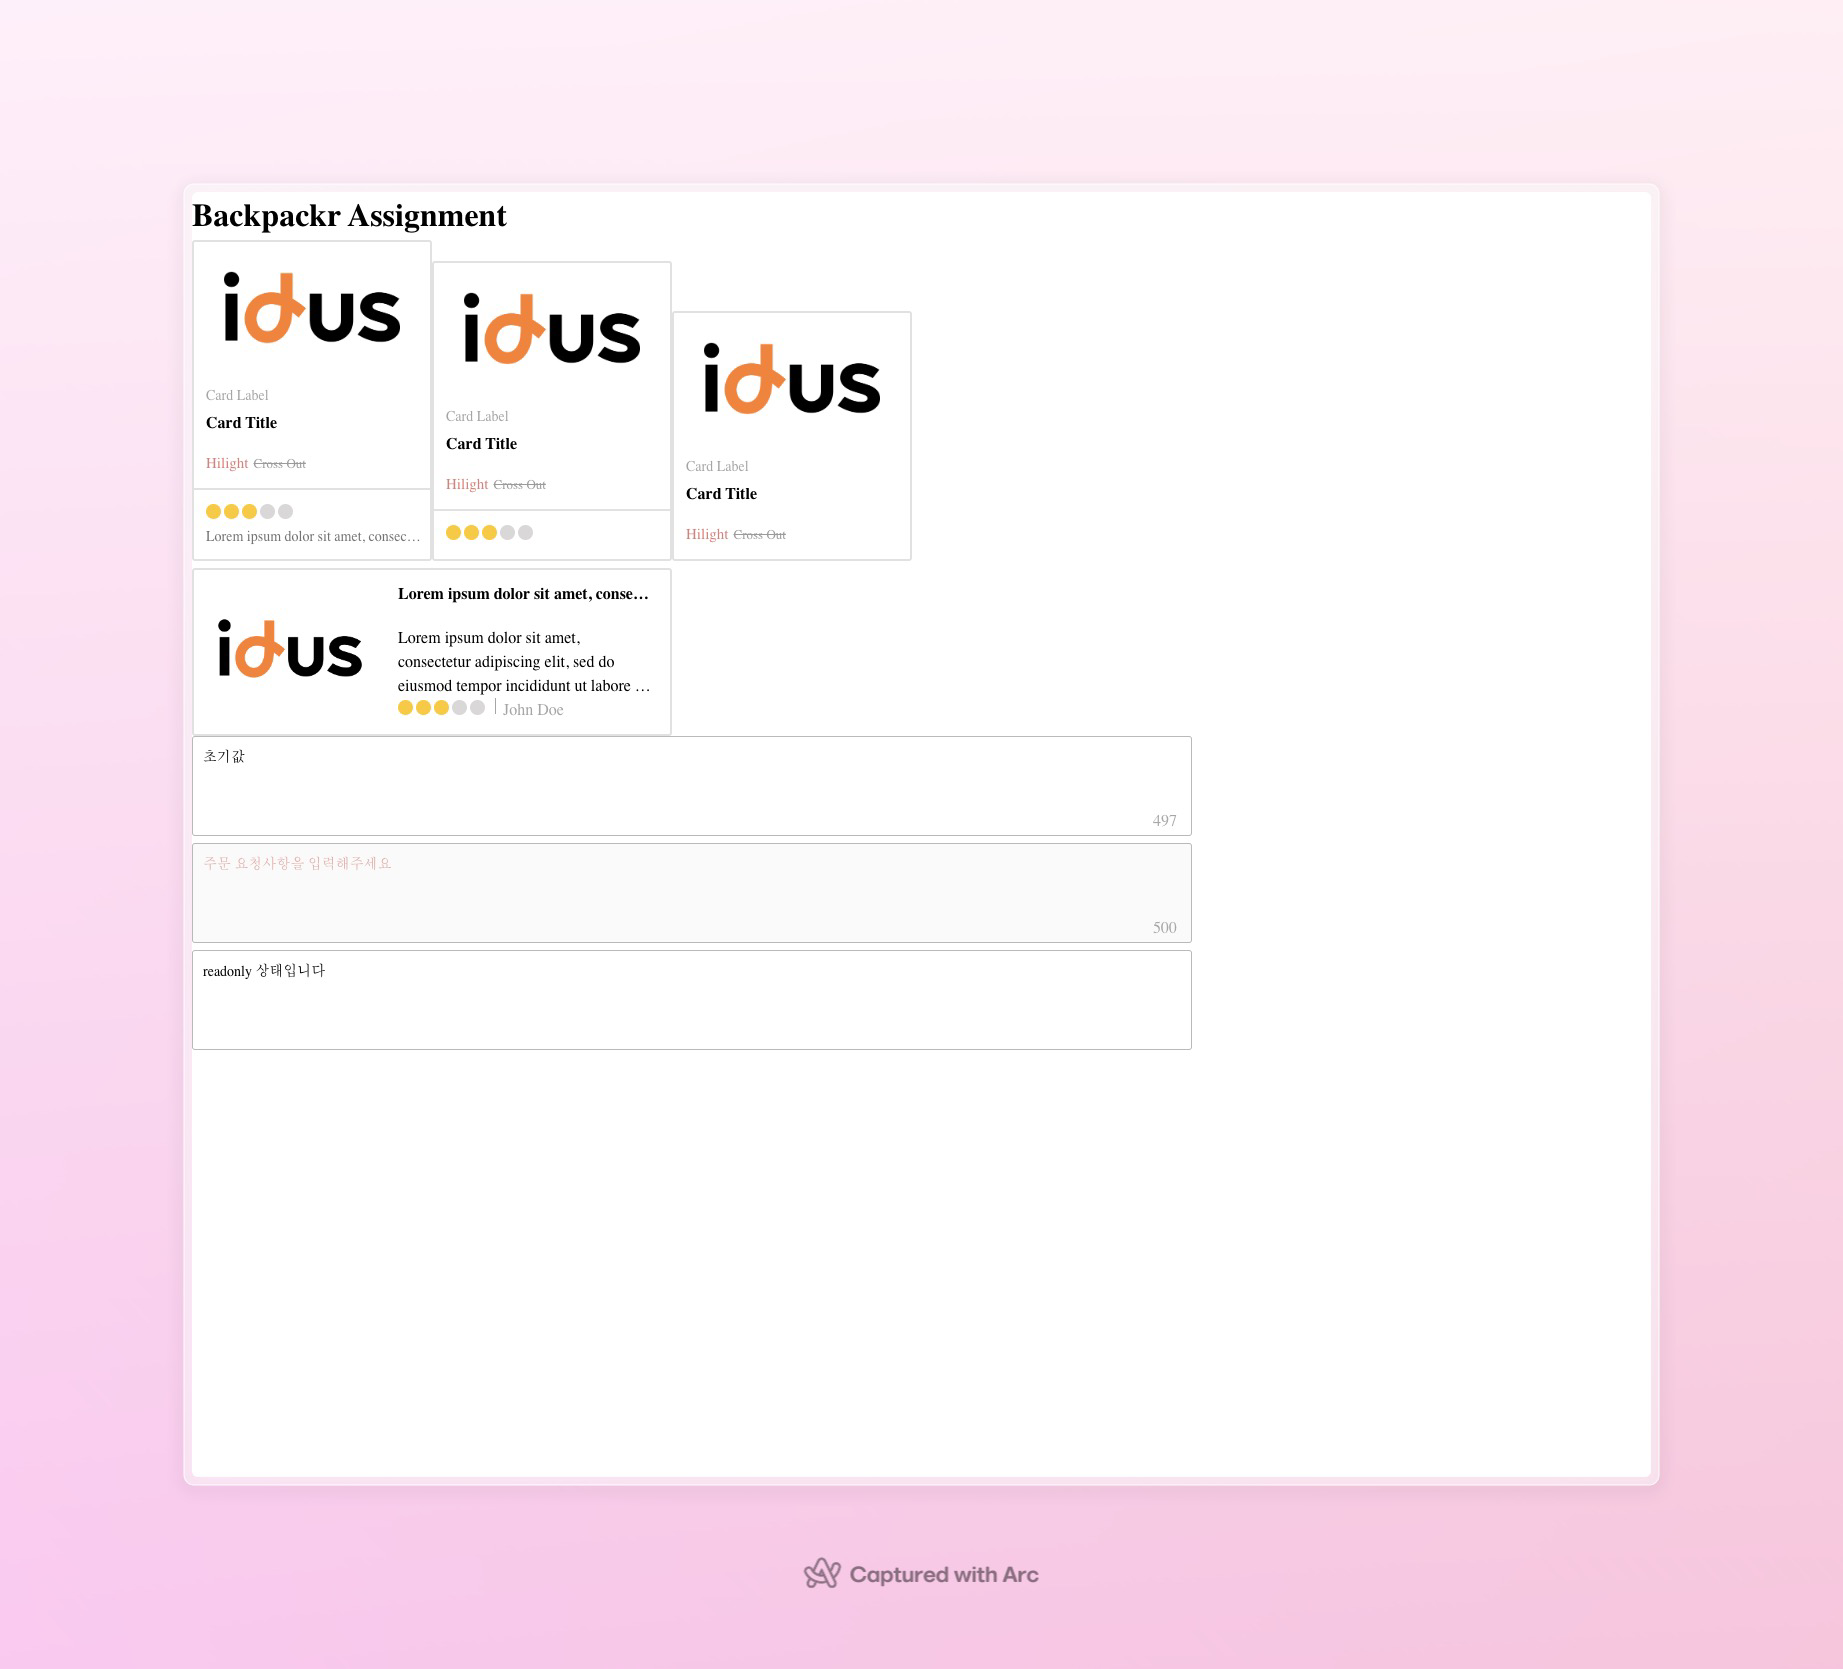 Backpackr Assignment
idus
Card Label
Card Title
Hilight Cross Out
Lorem ipsum dolor sit amet, consec…
idus
Card Label
Card Title
Hilight Cross Out
idus
Card Label
Card Title
Hilight Cross Out
idus
Lorem ipsum dolor sit amet, conse…
Lorem ipsum dolor sit amet,
consectetur adipiscing elit, sed do
eiusmod tempor incididunt ut labore …
John Doe
초기값
497
주문 요청사항을 입력해주세요
500
readonly 상태입니다
Captured with Arc